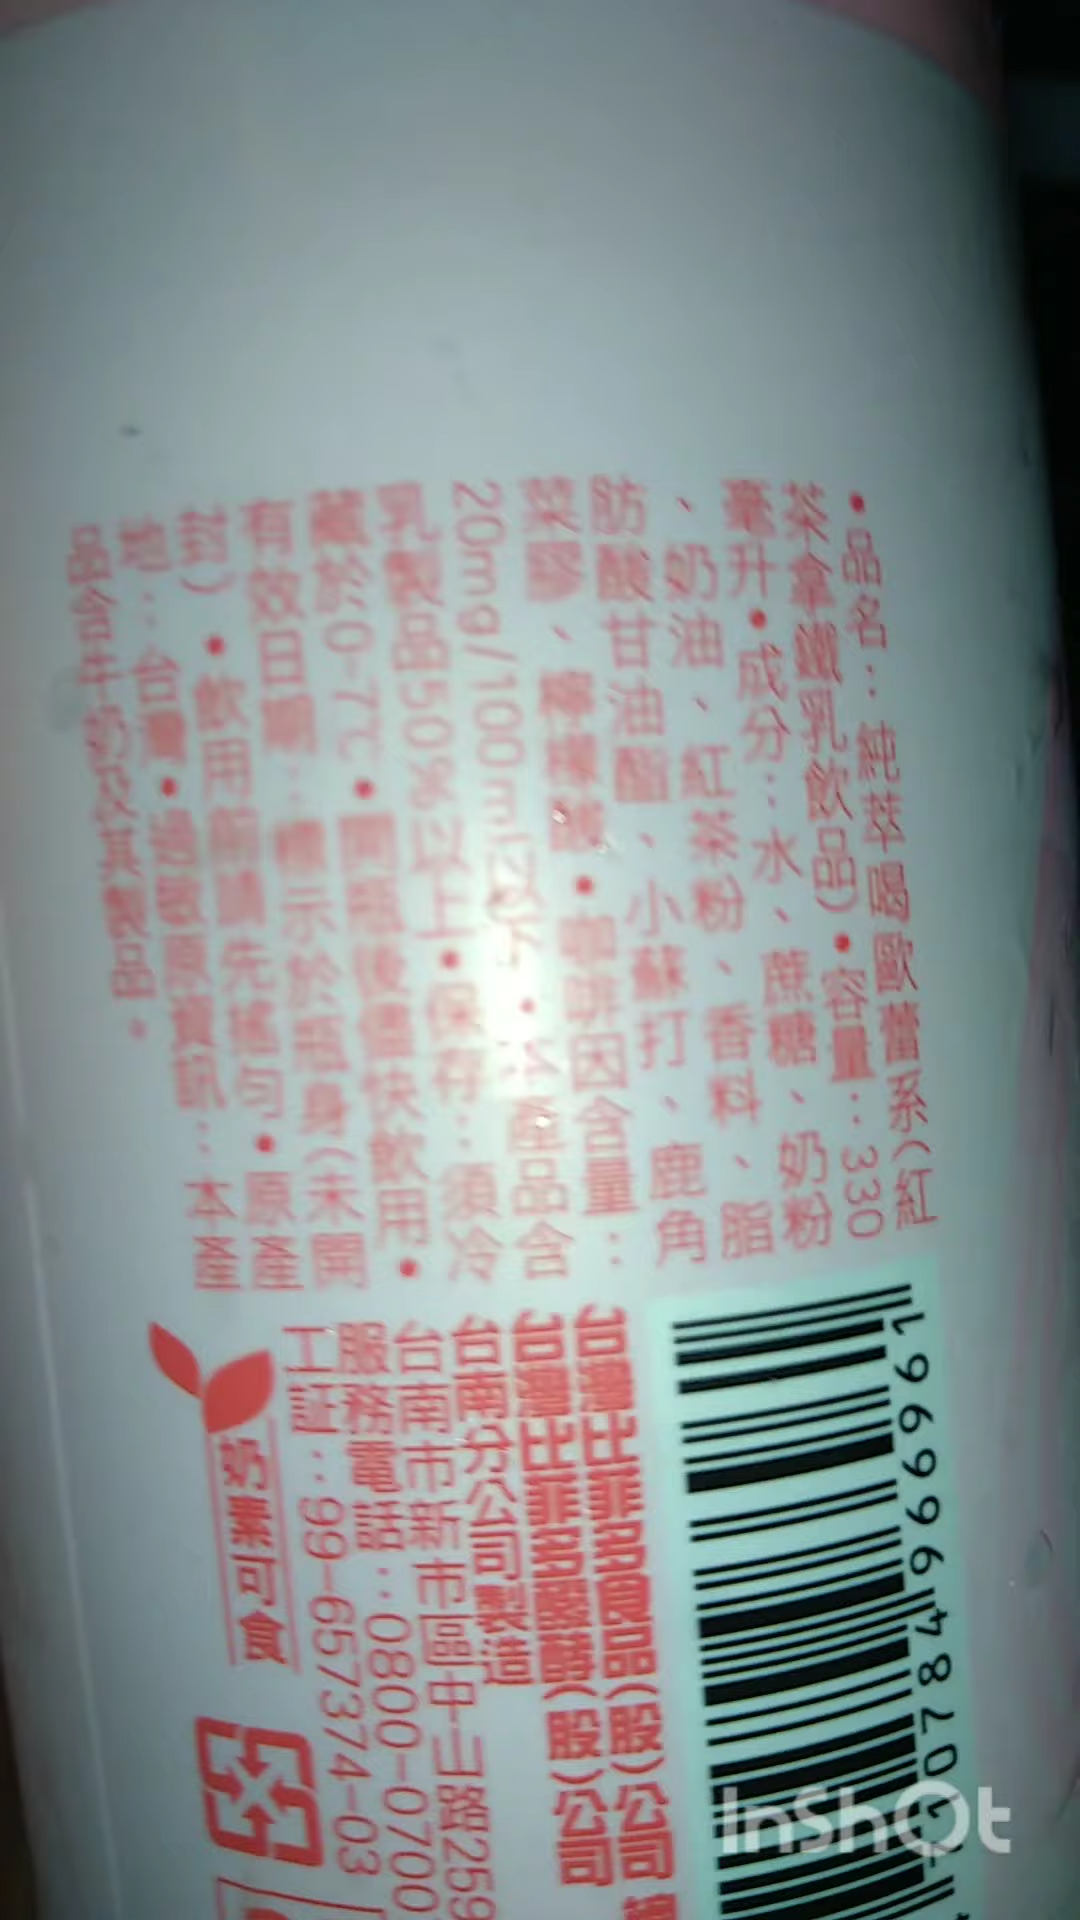 •品名：純萃喝歐蕾系(紅
茶拿鐵乳飲品)•容量：330
毫升•成分：水、蔗糖、奶粉
、奶油、紅茶粉、香料、脂
肪酸甘油酯、小蘇打、鹿角
菜膠、檸檬酸•咖啡因含量：
20mg/100ml以下•本產品含
乳製品50%以上•保存：須冷
藏於0-7℃•開瓶後儘快飲用•
有效日期：標示於瓶身(未開
封)•飲用前請先搖勻•原產
地：台灣•過敏原資訊：本產
品含牛奶及其製品。
台灣比菲多食品(股)公司
台灣比菲多醱酵(股)公司
台南分公司製造
台南市新市區中山路259
服務電話：0800-0700
工証：99-657374-03
奶素可食
InShOt